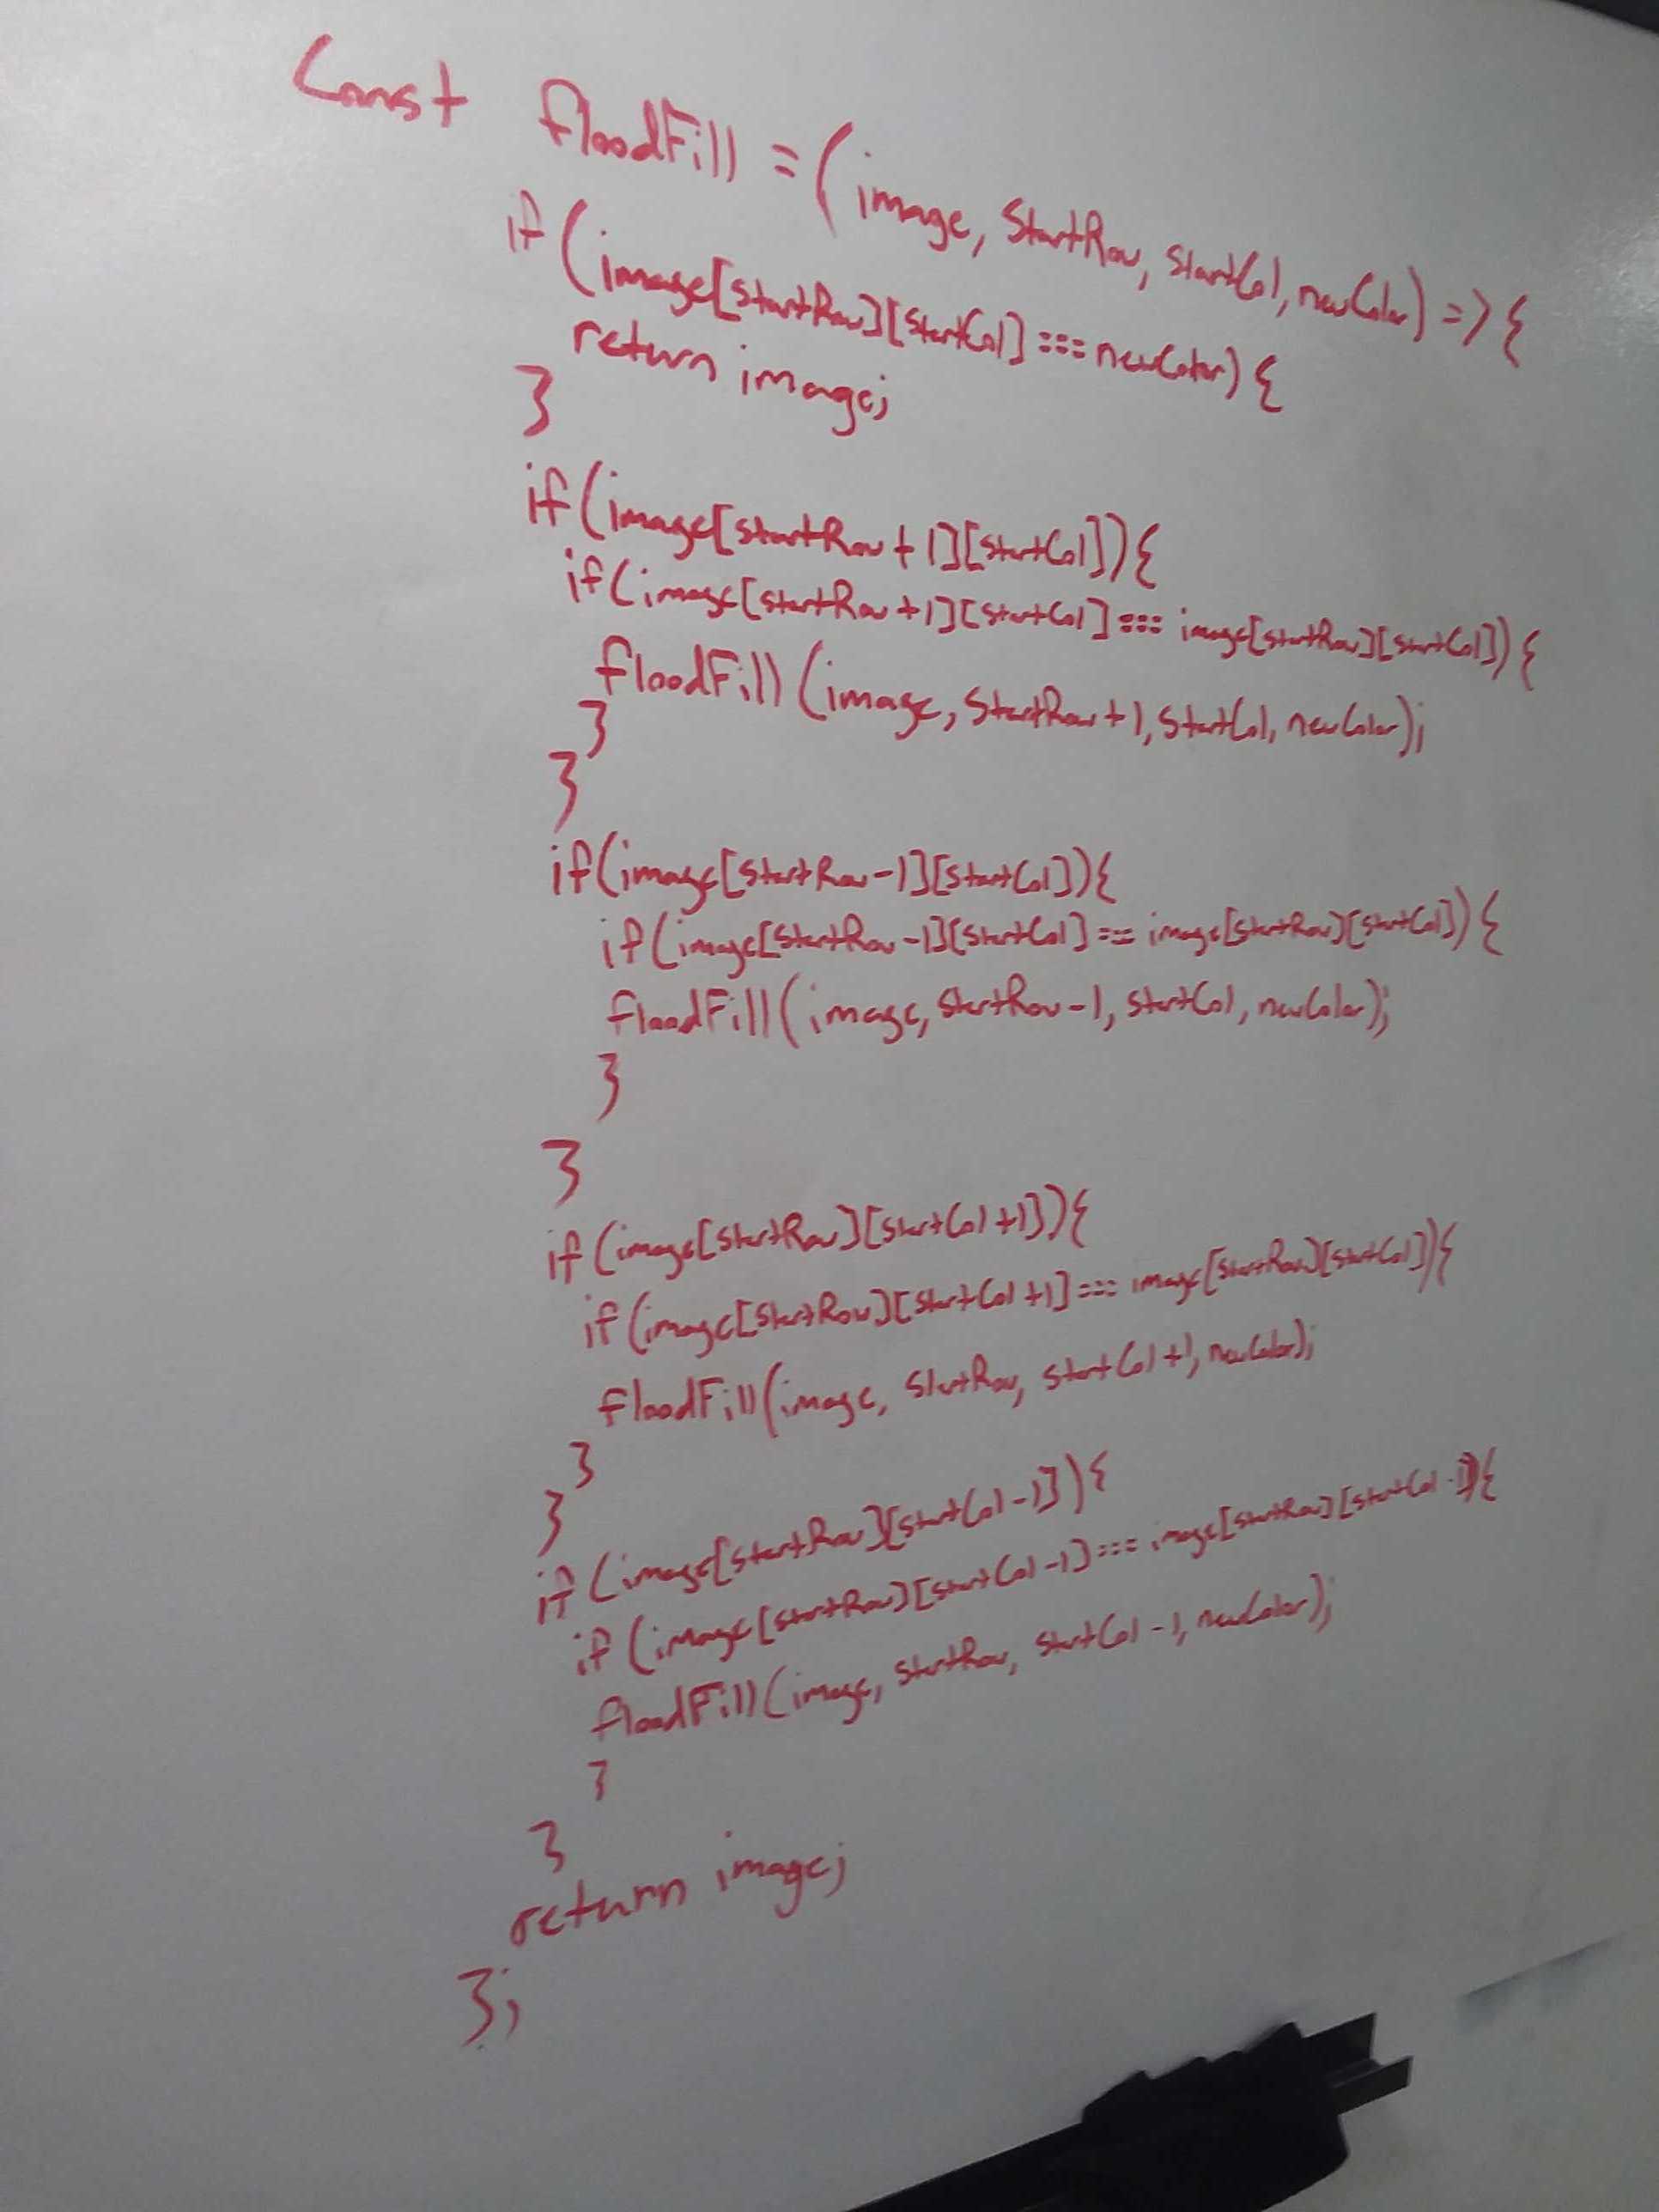 const floodFill = (image, startRow, startCol, newColor) => {
if (image[startRow][startCol] === newColor) {
return image;
}
if (image[startRow + 1][startCol]) {
if (image[startRow + 1][startCol] === image[startRow][startCol]) {
floodFill (image, startRow + 1, startCol, newColor);
}
}
if (image[startRow - 1][startCol]) {
if (image[startRow - 1][startCol] === image[startRow][startCol]) {
floodFill (image, startRow - 1, startCol, newColor);
}
}
if (image[startRow][startCol + 1]) {
if (image[startRow][startCol + 1] === image[startRow][startCol]) {
floodFill (image, startRow, startCol + 1, newColor);
}
}
if (image[startRow][startCol - 1]) {
if (image[startRow][startCol - 1] === image[startRow][startCol - 1]) {
floodFill (image, startRow, startCol - 1, newColor);
}
}
return image;
};